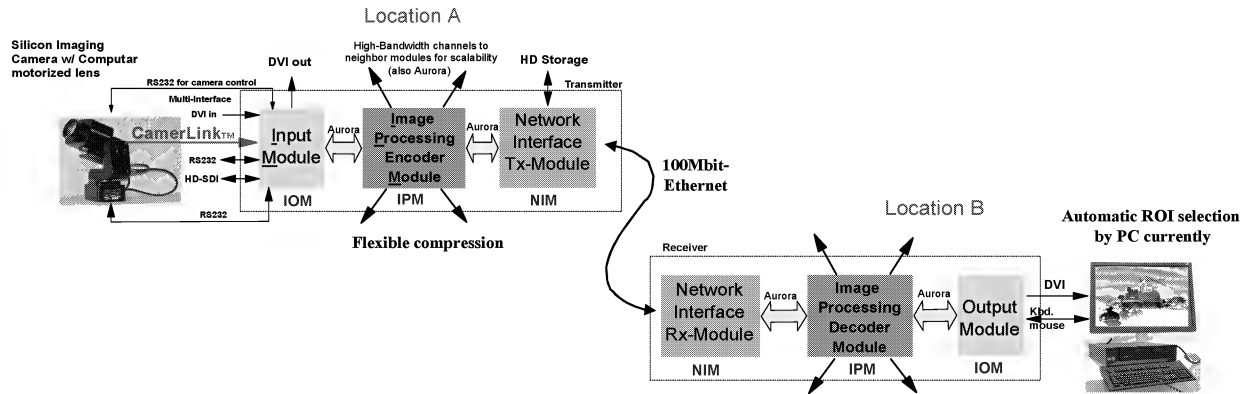 Location A
Silicon Imaging
Camera w/ Computar
motorized lens
High-Bandwidth channels to
neighbor modules for scalability
(also Aurora)
DVI out
HD Storage
RS232 for camera control
Transmitter
Multi-Interface
DVI in
CamerLink™
RS232
HD-SDI
RS232
Input
Module
IOM
Aurora
Image
Processing
Encoder
Module
IPM
Aurora
Network
Interface
Tx-Module
NIM
Flexible compression
100Mbit-
Ethernet
Location B
Automatic ROI selection
by PC currently
Receiver
Network
Interface
Rx-Module
NIM
Aurora
Image
Processing
Decoder
Module
IPM
Aurora
Output
Module
IOM
DVI
Kbd.
mouse